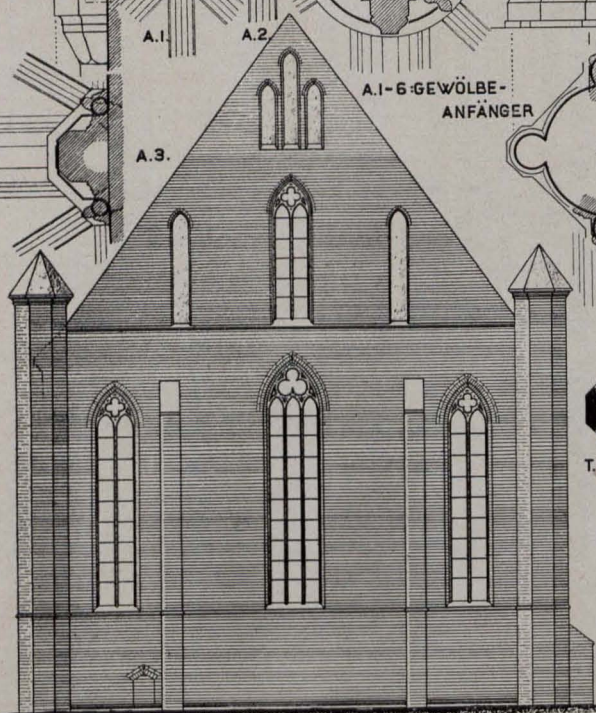 A.1.
A.2.
A.1-6:GEWÖLBE-
ANFÄNGER
A.3.
T.